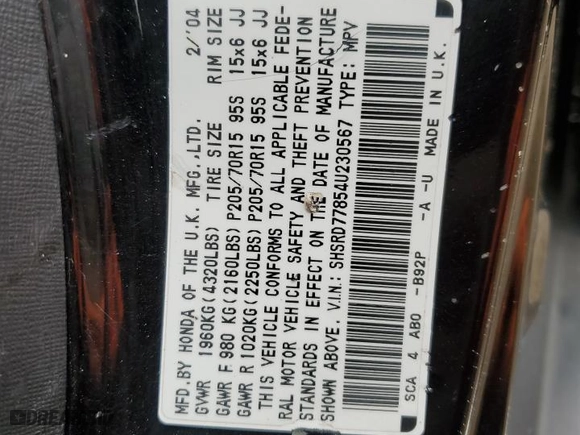 MFD.BY HONDA OF THE U.K. MFG.,LTD. 2/'04
GVWR 1960KG(4320LBS) TIRE SIZE RIM SIZE
GAWR F 980 KG(2160LBS)P205/70R15 95S 15x6 JJ
GAWR R 1020KG(2250LBS)P205/70R15 95S 15x6 JJ
THIS VEHICLE CONFORMS TO ALL APPLICABLE FEDE-
RAL MOTOR VEHICLE SAFETY AND THEFT PREVENTION
STANDARDS IN EFFECT ON THE DATE OF MANUFACTURE
SHOWN ABOVE. V.I.N.: SHSRD77854U230567 TYPE: MPV
SCA 4 AB0 -B92P -A -U MADE IN U.K.